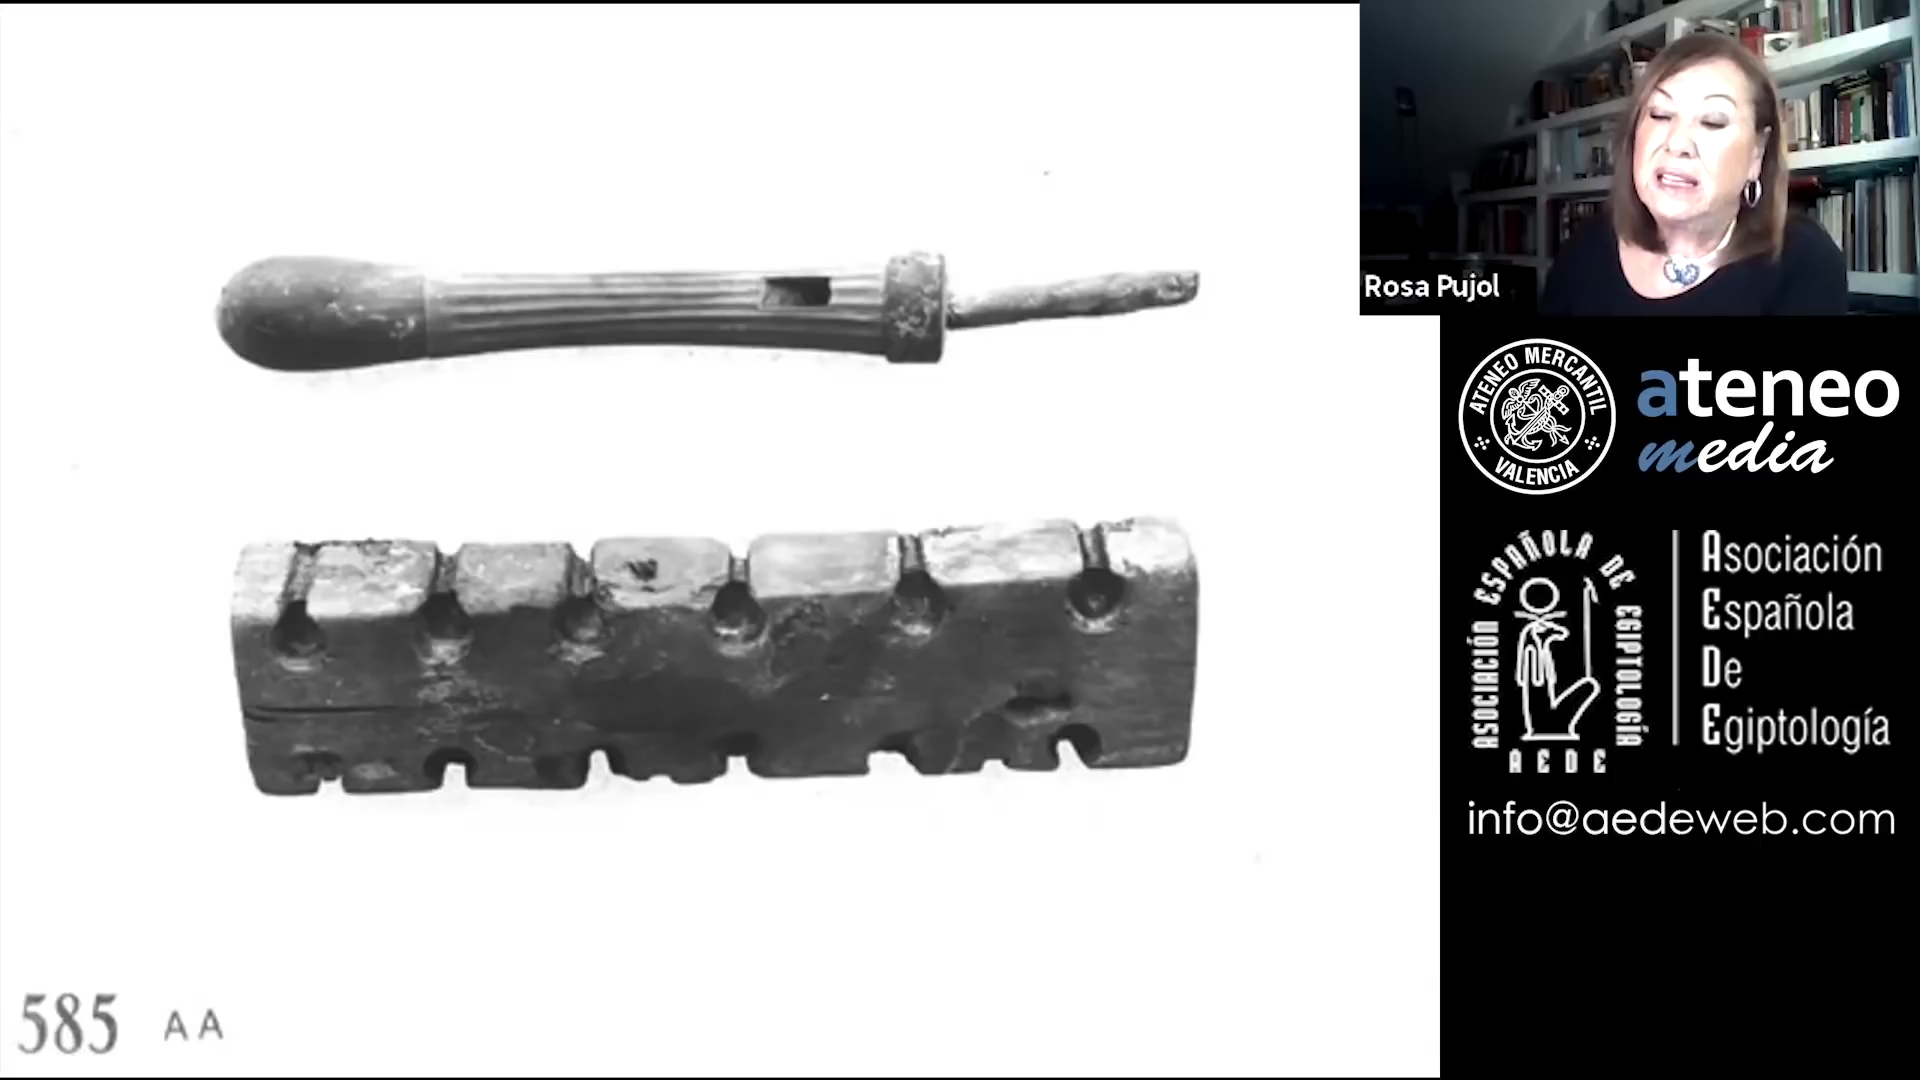 Rosa Pujol
ATENEO MERCANTIL
VALENCIA
ateneo
media
ASOCIACIÓN ESPAÑOLA DE EGIPTOLOGÍA
AEDE
Asociación
Española
De
Egiptología
info@aedeweb.com
585 AA